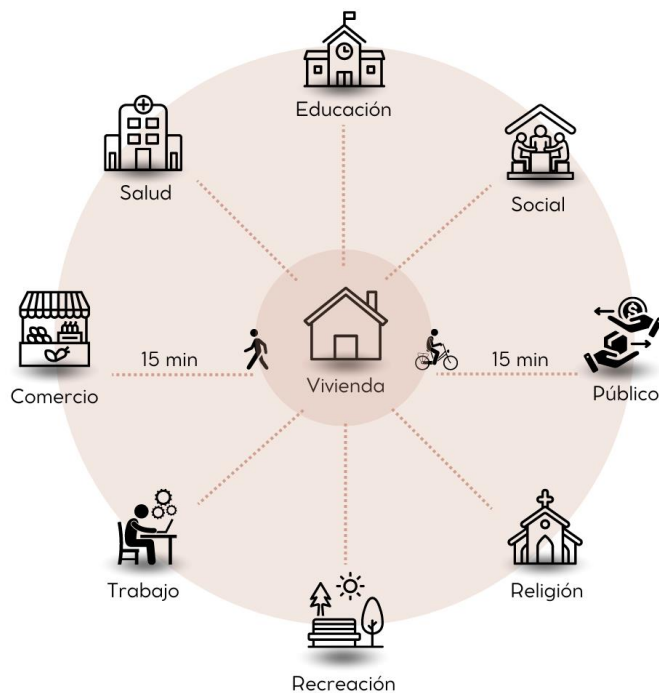 Educación
Salud
Social
15 min
15 min
Comercio
Vivienda
Público
Trabajo
Religión
Recreación